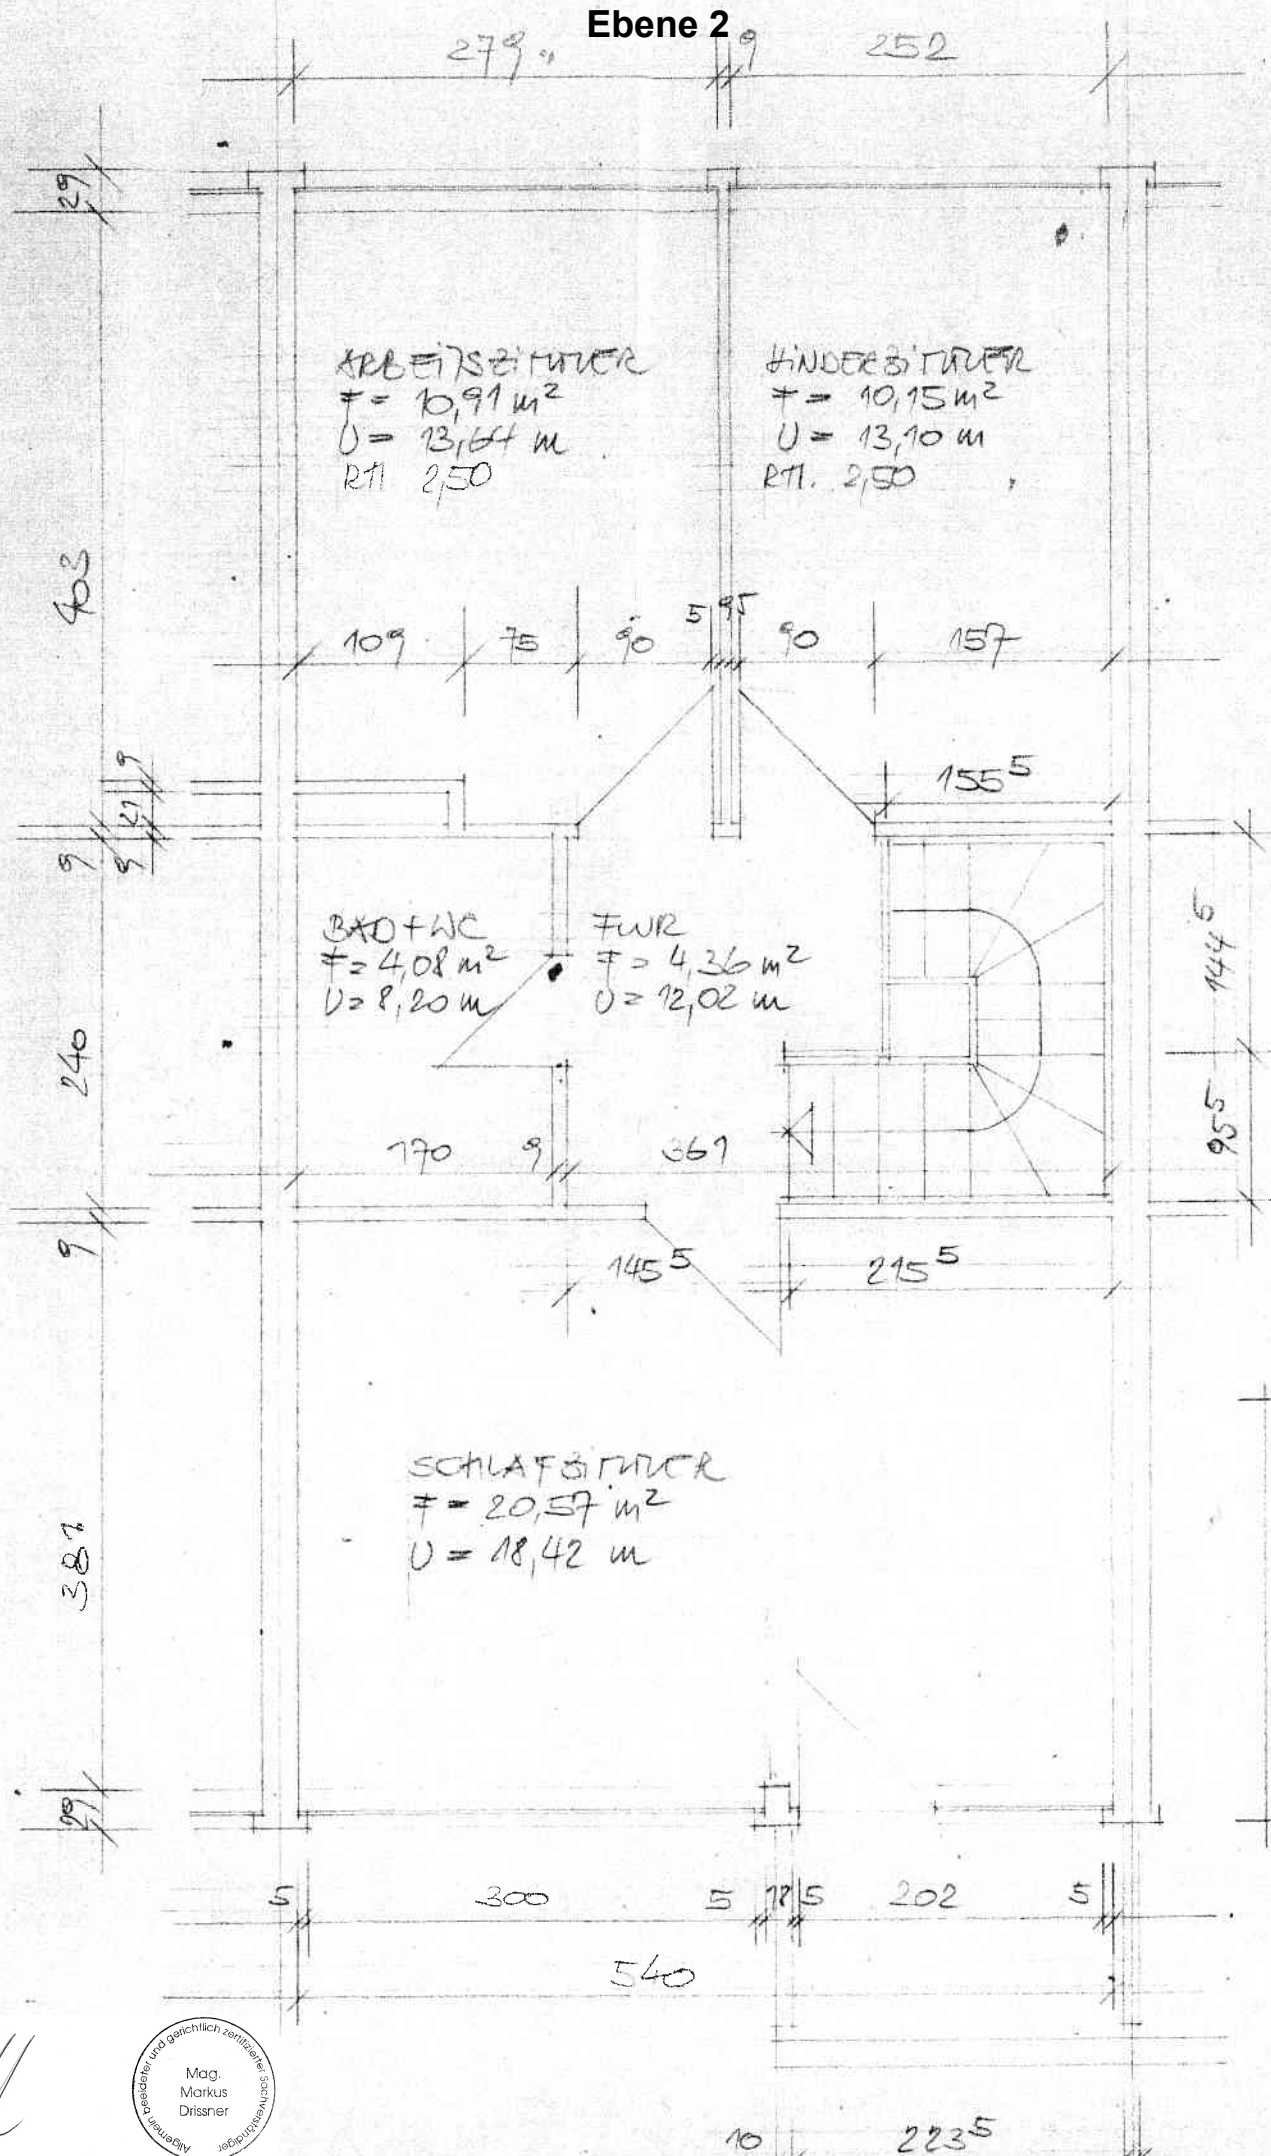 Ebene 2
279
9
252
29
ARBEITSZIMMER
F = 10,91 m²
U = 13,64 m
RH 2,50
KINDERZIMMER
F = 10,15 m²
U = 13,10 m
RH. 2,50
403
109
75
90
5
9
5
90
157
9
21
9
9
155⁵
BAD + WC
F = 4,08 m²
U = 8,20 m
FLUR
F = 4,36 m²
U = 12,02 m
144⁵
240
95⁵
170
9
361
9
145⁵
215⁵
SCHLAFZIMMER
F = 20,57 m²
U = 18,42 m
381
29
5
300
5
18
5
202
5
540
Allgemein beeideter und gerichtlich zertifizierter Sachverständiger
Mag.
Markus
Drissner
10
223⁵